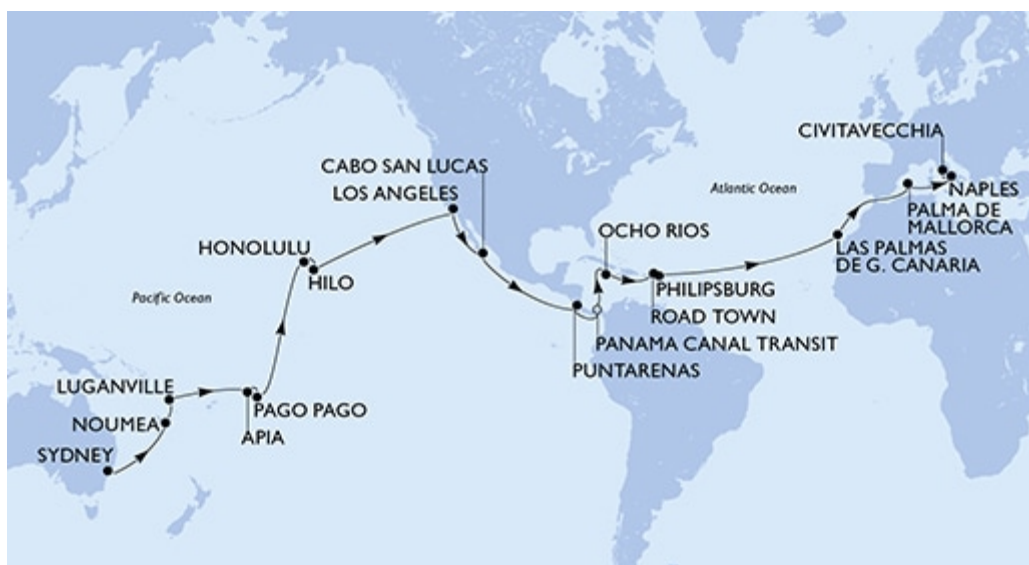 CIVITAVECCHIA
CABO SAN LUCAS
LOS ANGELES
Atlantic Ocean
NAPLES
PALMA DE
MALLORCA
OCHO RIOS
HONOLULU
HILO
LAS PALMAS
DE G. CANARIA
Pacific Ocean
PHILIPSBURG
ROAD TOWN
PANAMA CANAL TRANSIT
PUNTARENAS
LUGANVILLE
PAGO PAGO
NOUMEA
APIA
SYDNEY